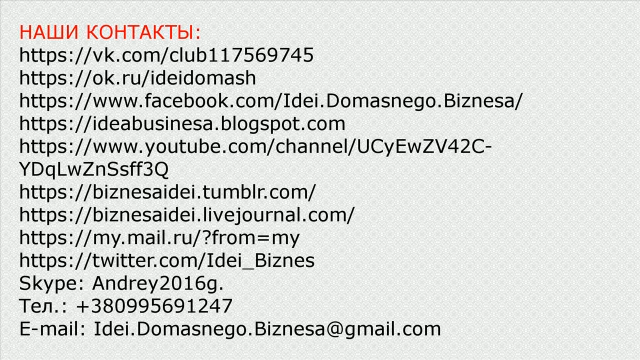 НАШИ КОНТАКТЫ:
https://vk.com/club117569745
https://ok.ru/ideidomash
https://www.facebook.com/Idei.Domasnego.Biznesa/
https://ideabusinesa.blogspot.com
https://www.youtube.com/channel/UCyEwZV42C-
YDqLwZnSsff3Q
https://biznesaidei.tumblr.com/
https://biznesaidei.livejournal.com/
https://my.mail.ru/?from=my
https://twitter.com/Idei_Biznes
Skype: Andrey2016g.
Тел.: +380995691247
E-mail: Idei.Domasnego.Biznesa@gmail.com